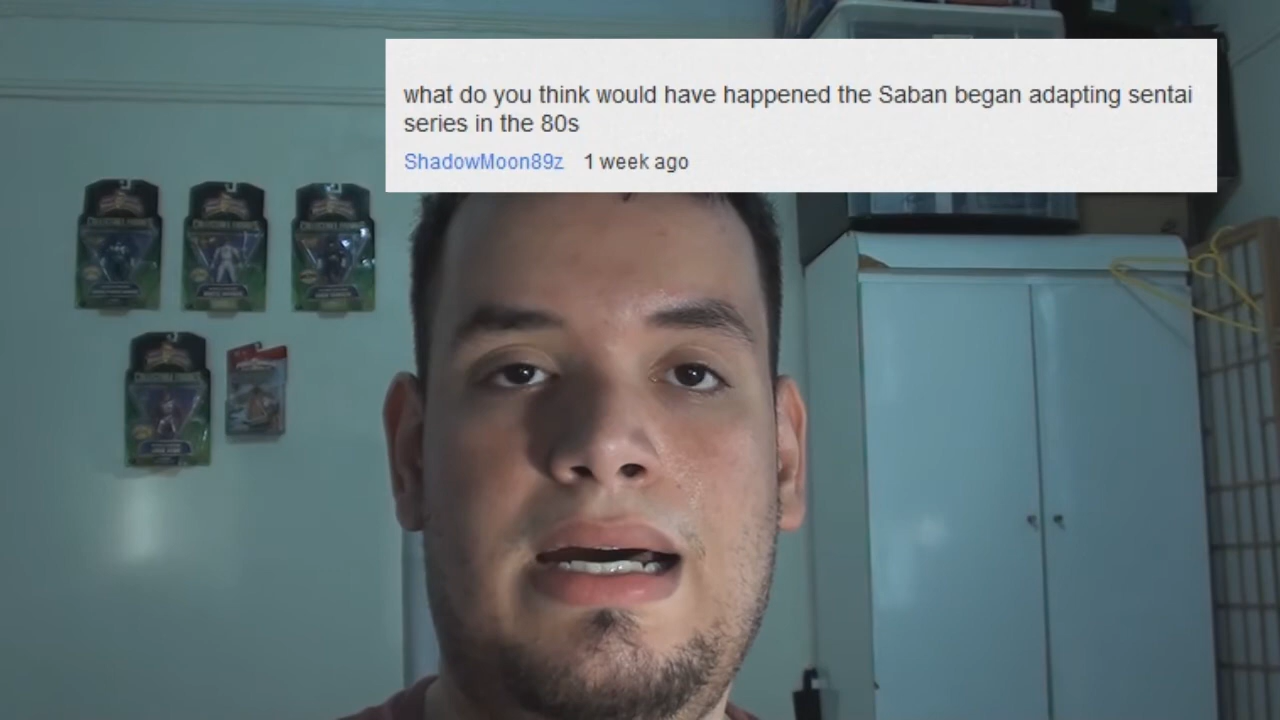 what do you think would have happened the Saban began adapting sentai
series in the 80s
ShadowMoon89z 1 week ago